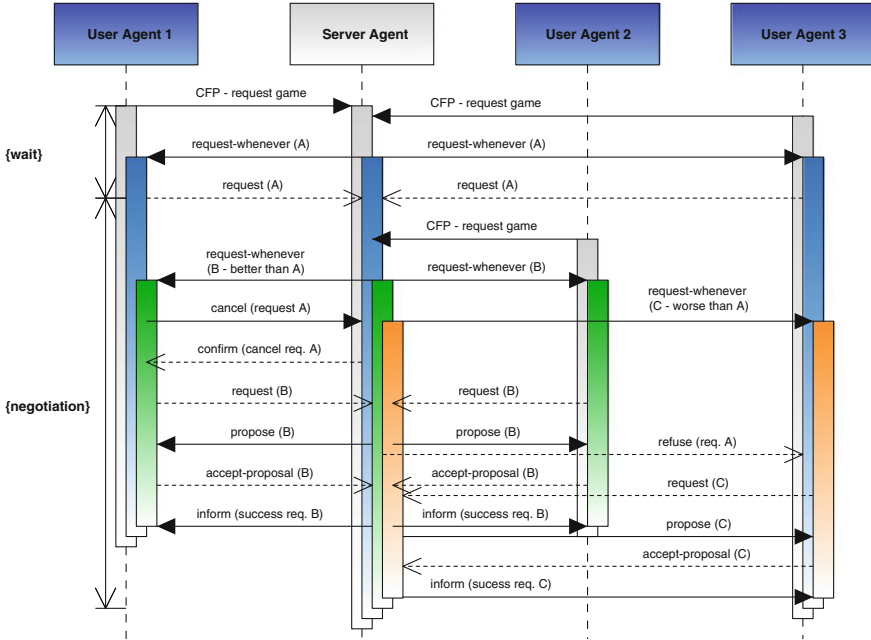 User Agent 1
Server Agent
User Agent 2
User Agent 3
CFP - request game
CFP - request game
{wait}
request-whenever (A)
request-whenever (A)
request (A)
request (A)
CFP - request game
request-whenever
(B - better than A)
request-whenever (B)
request-whenever
(C - worse than A)
cancel (request A)
confirm (cancel req. A)
{negotiation}
request (B)
request (B)
propose (B)
propose (B)
refuse (req. A)
accept-proposal (B)
accept-proposal (B)
request (C)
inform (success req. B)
inform (success req. B)
propose (C)
accept-proposal (C)
inform (sucess req. C)